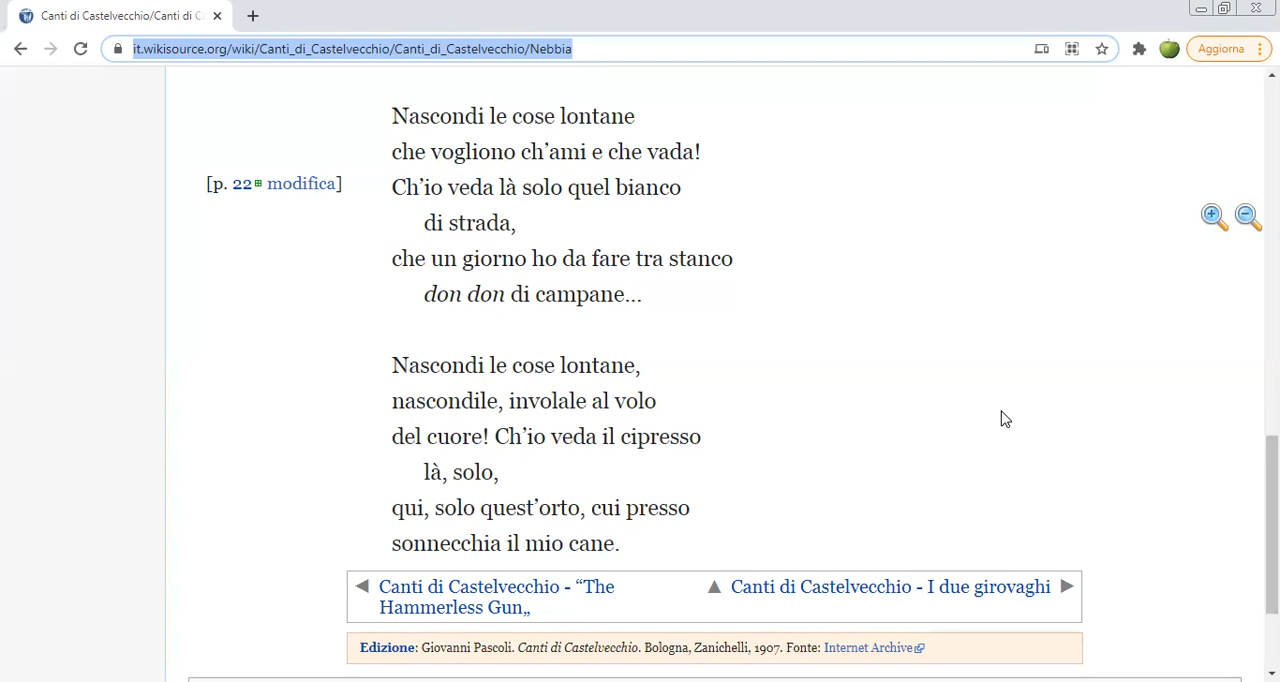 Canti di Castelvecchio/Canti di C
it.wikisource.org/wiki/Canti_di_Castelvecchio/Canti_di_Castelvecchio/Nebbia
Aggiorna
Nascondi le cose lontane
che vogliono ch’ami e che vada!
[p. 22 modifica]
Ch’io veda là solo quel bianco
di strada,
che un giorno ho da fare tra stanco
don don di campane...
Nascondi le cose lontane,
nascondile, involale al volo
del cuore! Ch’io veda il cipresso
là, solo,
qui, solo quest’orto, cui presso
sonnecchia il mio cane.
Canti di Castelvecchio - “The
Hammerless Gun„
Canti di Castelvecchio - I due girovaghi
Edizione: Giovanni Pascoli. Canti di Castelvecchio. Bologna, Zanichelli, 1907. Fonte: Internet Archive